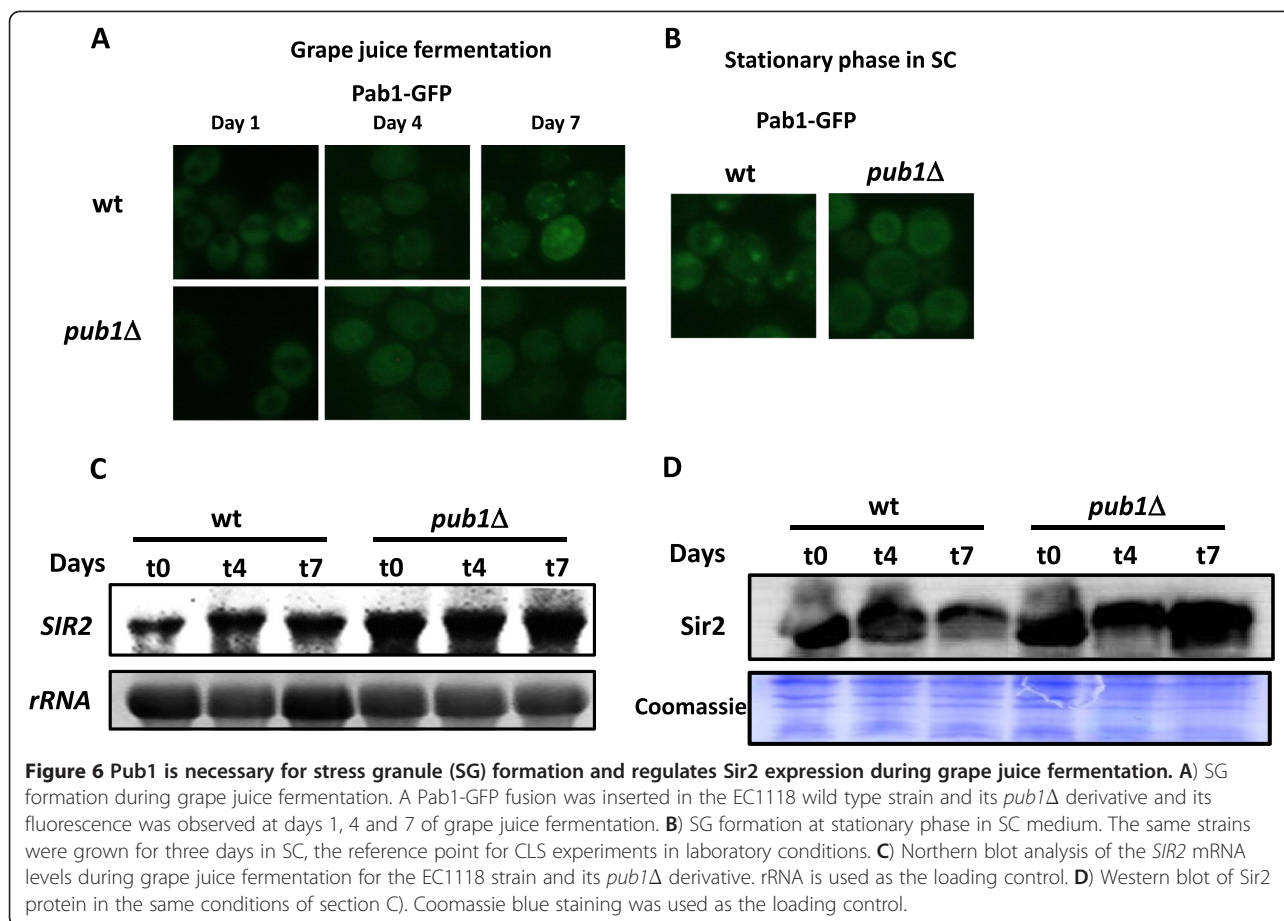 A
Grape juice fermentation
Pab1-GFP
Day 1 Day 4 Day 7
wt
pub1Δ
B
Stationary phase in SC
Pab1-GFP
wt pub1Δ
C
wt pub1Δ
Days t0 t4 t7 t0 t4 t7
SIR2
rRNA
D
wt pub1Δ
Days t0 t4 t7 t0 t4 t7
Sir2
Coomassie
Figure 6 Pub1 is necessary for stress granule (SG) formation and regulates Sir2 expression during grape juice fermentation. A) SG
formation during grape juice fermentation. A Pab1-GFP fusion was inserted in the EC1118 wild type strain and its pub1Δ derivative and its
fluorescence was observed at days 1, 4 and 7 of grape juice fermentation. B) SG formation at stationary phase in SC medium. The same strains
were grown for three days in SC, the reference point for CLS experiments in laboratory conditions. C) Northern blot analysis of the SIR2 mRNA
levels during grape juice fermentation for the EC1118 strain and its pub1Δ derivative. rRNA is used as the loading control. D) Western blot of Sir2
protein in the same conditions of section C). Coomassie blue staining was used as the loading control.